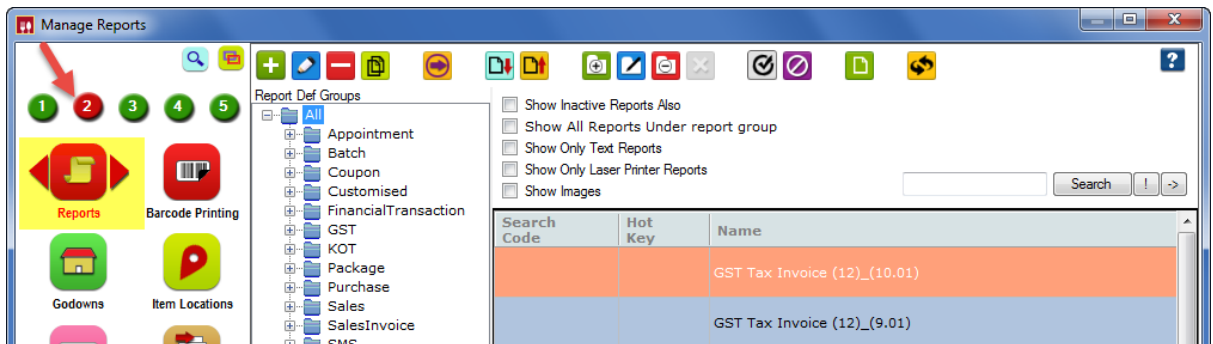 Manage Reports
1 2 3 4 5
Reports
Barcode Printing
Godowns
Item Locations
Report Def Groups
All
Appointment
Batch
Coupon
Customised
FinancialTransaction
GST
KOT
Package
Purchase
Sales
SalesInvoice
SMS
?
Show Inactive Reports Also
Show All Reports Under report group
Show Only Text Reports
Show Only Laser Printer Reports
Show Images
Search ! ->
Search Code Hot Key Name
GST Tax Invoice (12)_(10.01)
GST Tax Invoice (12)_(9.01)